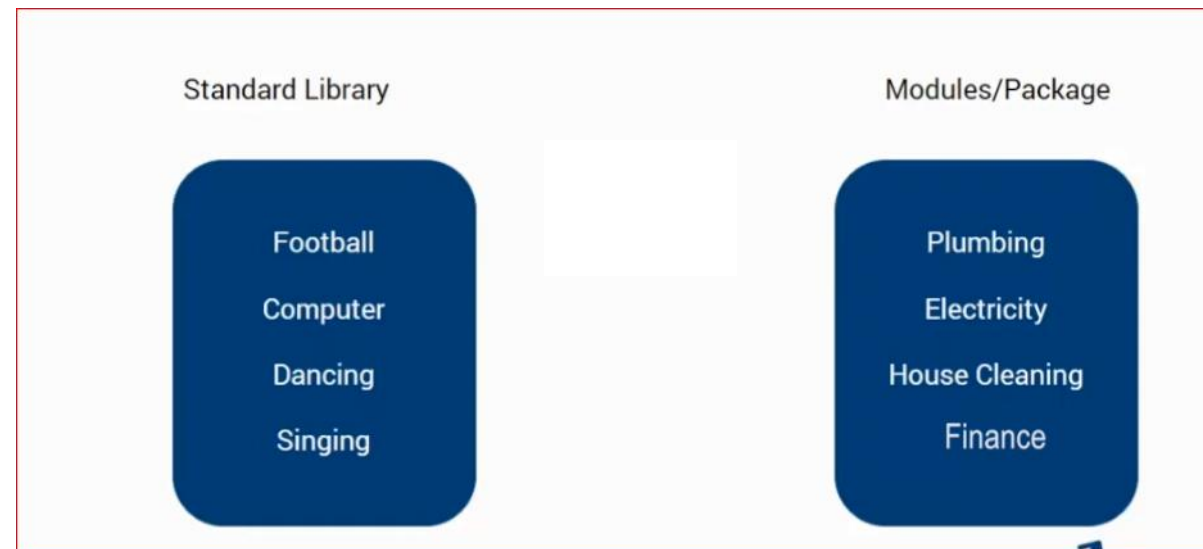 Standard Library
Football
Computer
Dancing
Singing
Modules/Package
Plumbing
Electricity
House Cleaning
Finance